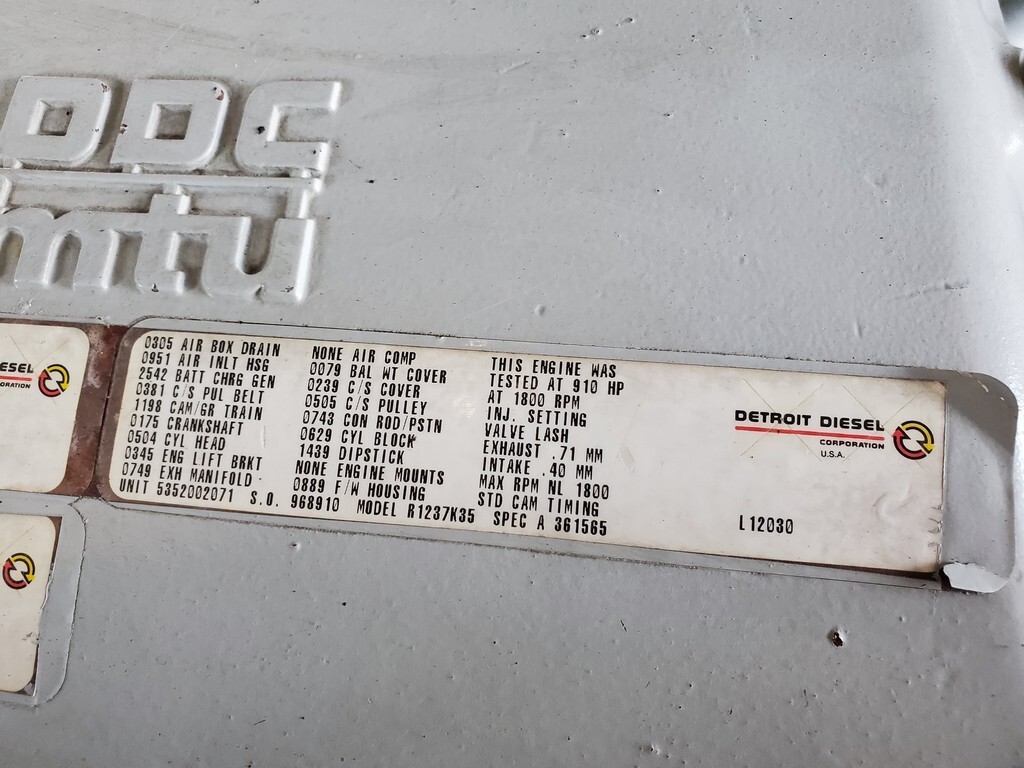 DDC
mtu
0305 AIR BOX DRAIN
0951 AIR INLT HSG
2542 BATT CHRG GEN
0381 C/S PUL BELT
1198 CAM/GR TRAIN
0175 CRANKSHAFT
0504 CYL HEAD
0345 ENG LIFT BRKT
0749 EXH MANIFOLD
NONE AIR COMP
0079 BAL WT COVER
0239 C/S COVER
0505 C/S PULLEY
0743 CON ROD/PSTN
0629 CYL BLOCK
1439 DIPSTICK
NONE ENGINE MOUNTS
0889 F/W HOUSING
THIS ENGINE WAS
TESTED AT 910 HP
AT 1800 RPM
INJ. SETTING
VALVE LASH
EXHAUST .71 MM
INTAKE .40 MM
MAX RPM NL 1800
STD CAM TIMING
UNIT 5352002071 S.O. 968910 MODEL R1237K35 SPEC A 361565
DETROIT DIESEL
CORPORATION
U.S.A.
L12030